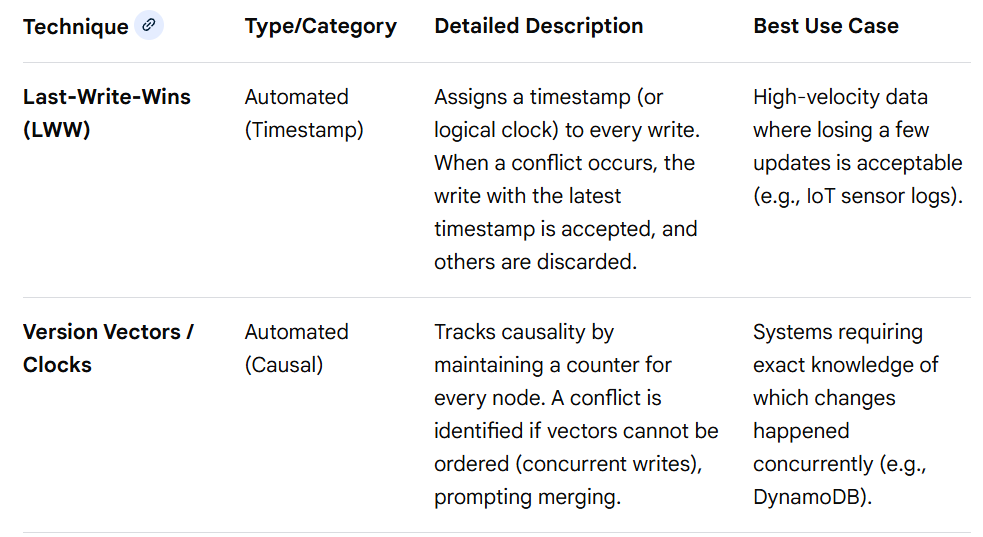 Technique Type/Category Detailed Description Best Use Case
Last-Write-Wins
(LWW)
Automated
(Timestamp)
Assigns a timestamp (or
logical clock) to every write.
When a conflict occurs, the
write with the latest
timestamp is accepted, and
others are discarded.
High-velocity data
where losing a few
updates is acceptable
(e.g., IoT sensor logs).
Version Vectors /
Clocks
Automated
(Causal)
Tracks causality by
maintaining a counter for
every node. A conflict is
identified if vectors cannot be
ordered (concurrent writes),
prompting merging.
Systems requiring
exact knowledge of
which changes
happened
concurrently (e.g.,
DynamoDB).